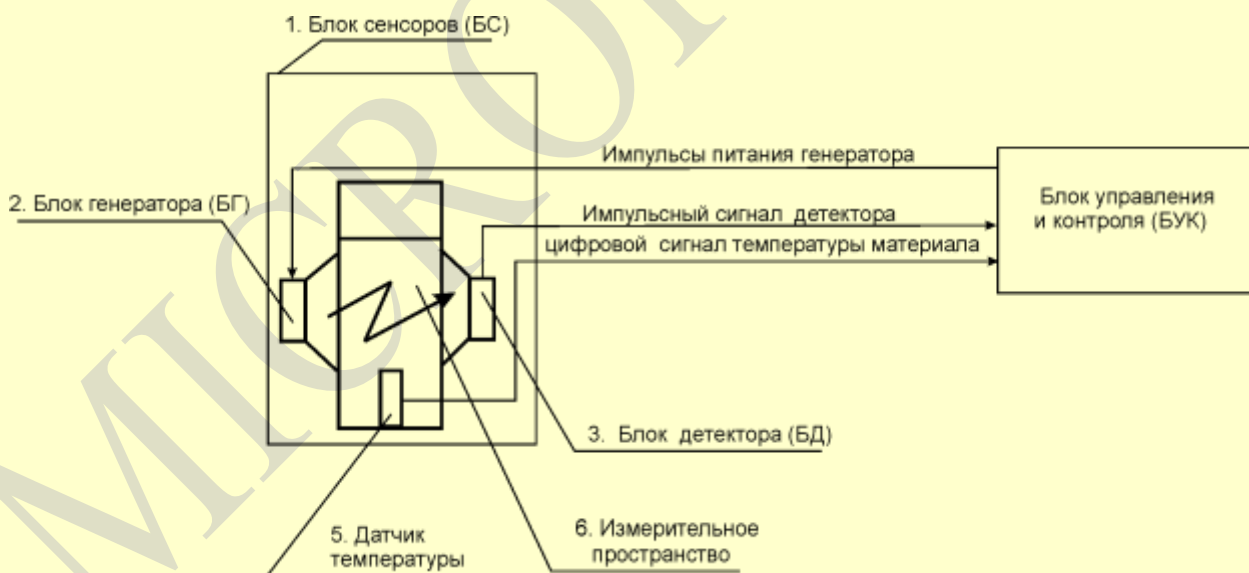 1. Блок сенсоров (БС)
Импульсы питания генератора
2. Блок генератора (БГ)
Импульсный сигнал детектора
цифровой сигнал температуры материала
Блок управления
и контроля (БУК)
3. Блок детектора (БД)
5. Датчик
температуры
6. Измерительное
пространство